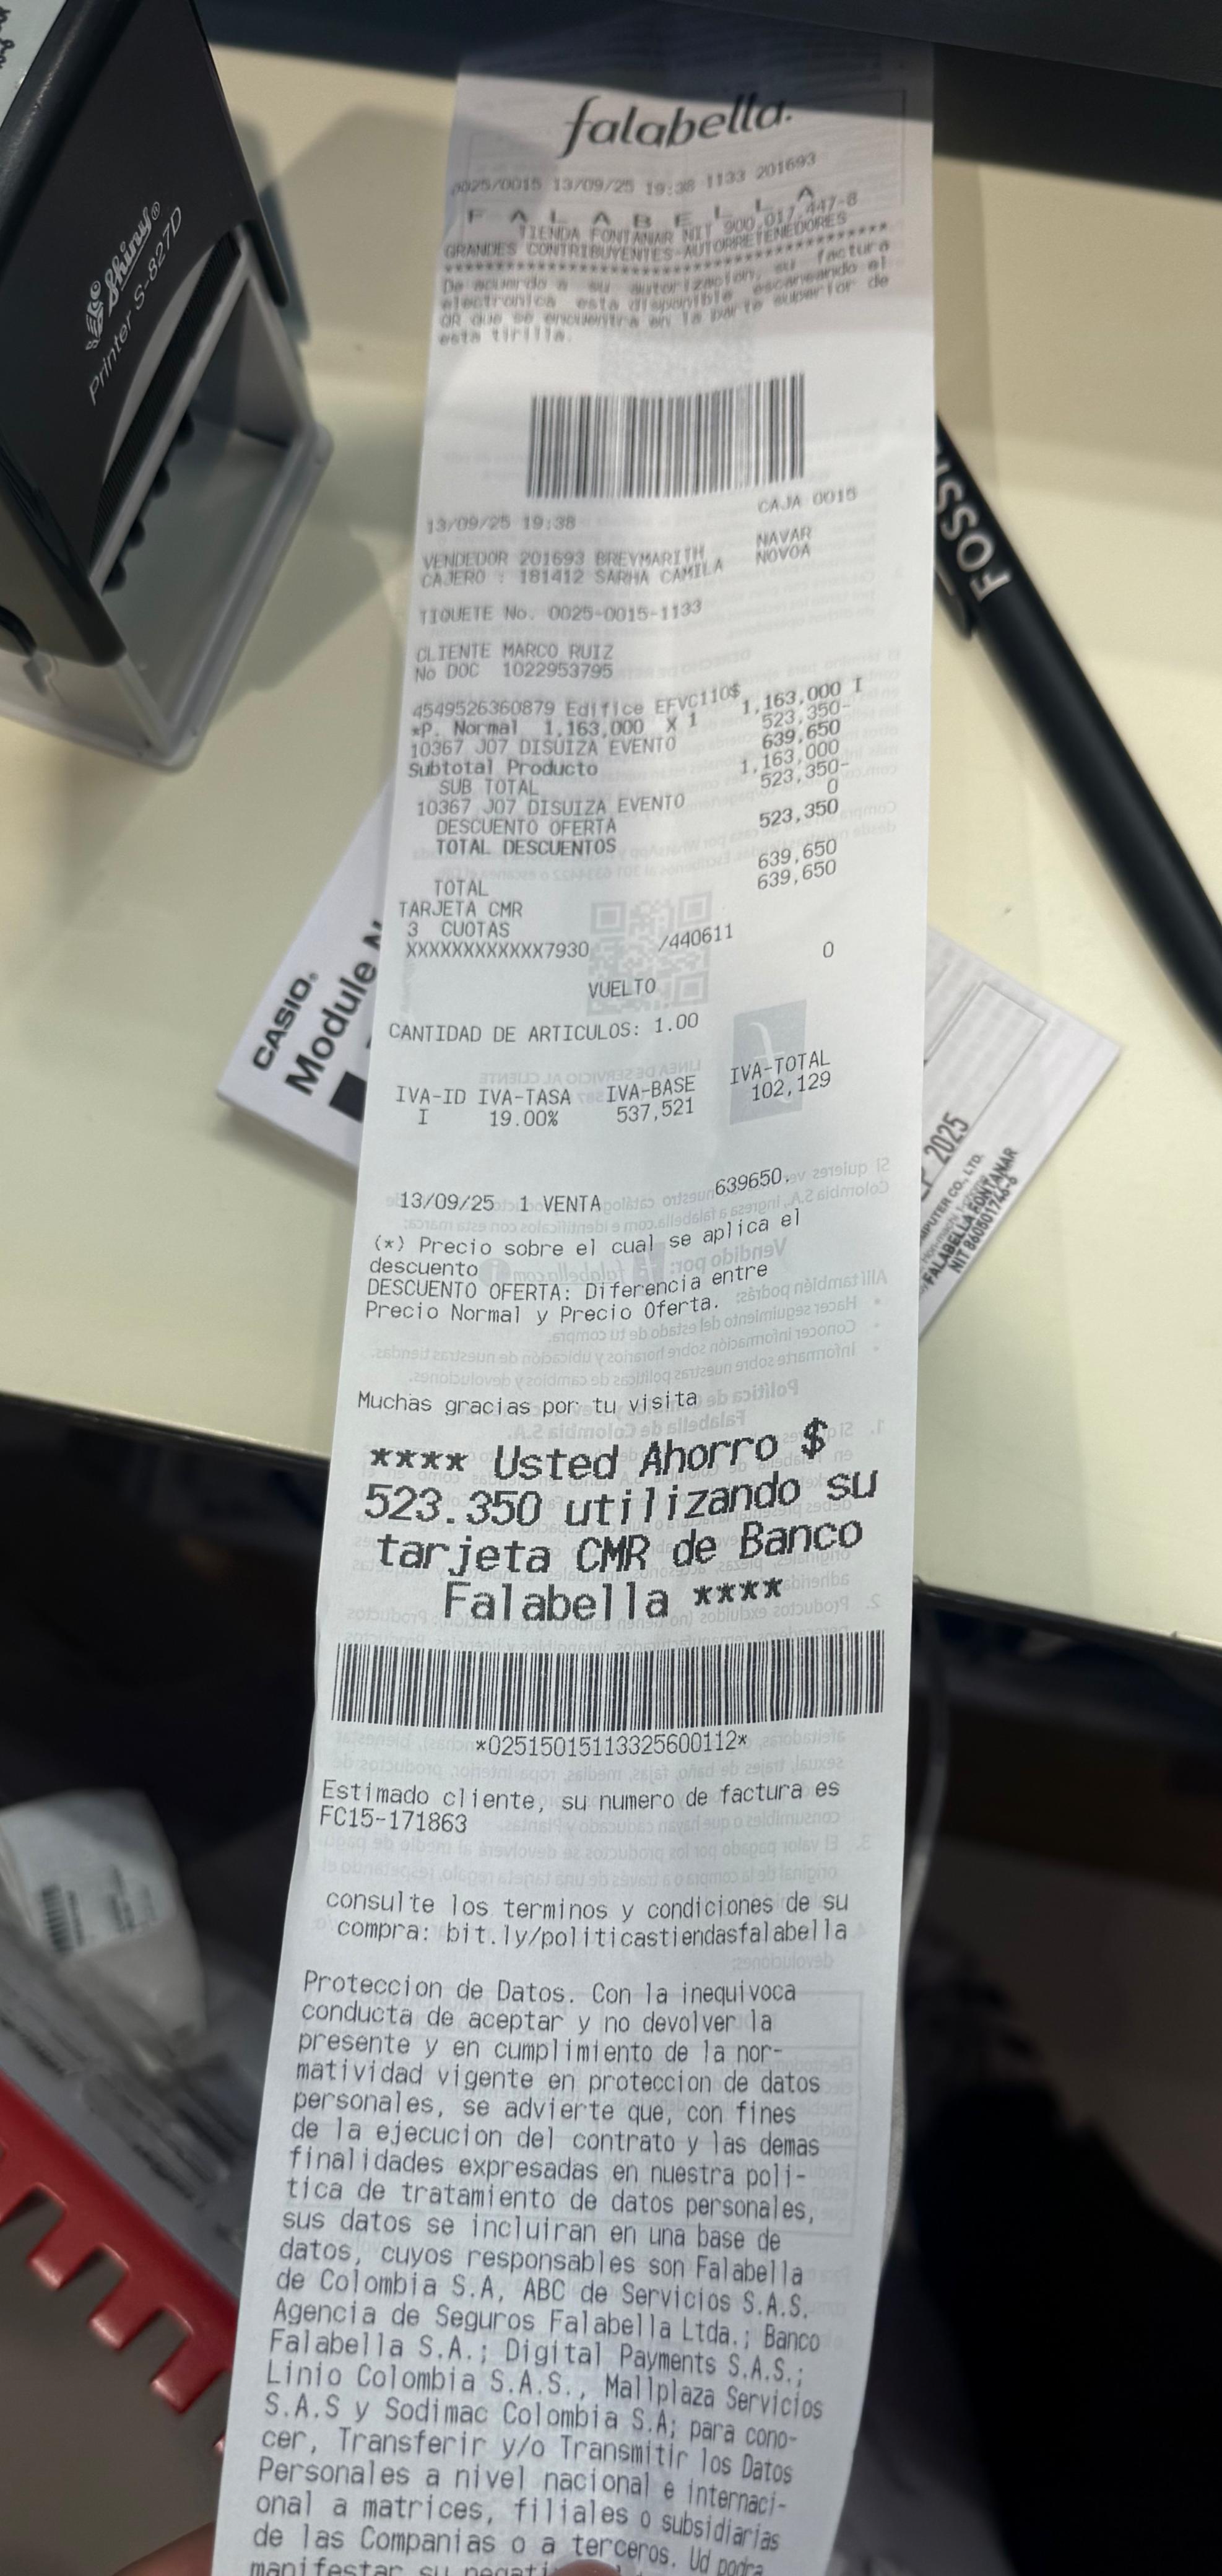 Shiny®
Printer S-827D
falabella.
0025/0015 13/09/25 19:38 1133 201693
F A L A B E L L A
TIENDA FONTANAR NIT 900,017,447-8
GRANDES CONTRIBUYENTES-AUTORRETENEDORES
De acuerdo a su autorizacion, su factura
electronica esta disponible escaneando el
QR que se encuentra en la parte superior de
esta tirilla.
13/09/25 19:38 CAJA 0015
VENDEDOR 201693 BREYMARITH NAVAR
CAJERO : 181412 SARHA CAMILA NOVOA
TIQUETE No. 0025-0015-1133
CLIENTE MARCO RUIZ
No DOC 1022953795
4549526360879 Edifice EFVC110$ 1,163,000 I
*P. Normal 1,163,000 X 1
10367 J07 DISUIZA EVENTO 523,350-
Subtotal Producto 639,650
SUB TOTAL 1,163,000
10367 J07 DISUIZA EVENTO 523,350-
DESCUENTO OFERTA 0
TOTAL DESCUENTOS 523,350
TOTAL 639,650
TARJETA CMR 639,650
3 CUOTAS
XXXXXXXXXXXX7930 /440611
VUELTO 0
CANTIDAD DE ARTICULOS: 1.00
IVA-ID IVA-TASA IVA-BASE IVA-TOTAL
I 19.00% 537,521 102,129
13/09/25 1 VENTA 639650,
(*) Precio sobre el cual se aplica el
descuento
DESCUENTO OFERTA: Diferencia entre
Precio Normal y Precio Oferta.
Muchas gracias por tu visita
**** Usted Ahorro $
523.350 utilizando su
tarjeta CMR de Banco
Falabella ****
*02515015113325600112*
Estimado cliente, su numero de factura es
FC15-171863
consulte los terminos y condiciones de su
compra: bit.ly/politicastiendasfalabella
Proteccion de Datos. Con la inequivoca
conducta de aceptar y no devolver la
presente y en cumplimiento de la nor-
matividad vigente en proteccion de datos
personales, se advierte que, con fines
de la ejecucion del contrato y las demas
finalidades expresadas en nuestra poli-
tica de tratamiento de datos personales,
sus datos se incluiran en una base de
datos, cuyos responsables son Falabella
de Colombia S.A, ABC de Servicios S.A.S.
Agencia de Seguros Falabella Ltda.; Banco
Falabella S.A.; Digital Payments S.A.S.;
Linio Colombia S.A.S., Mallplaza Servicios
S.A.S y Sodimac Colombia S.A; para cono-
cer, Transferir y/o Transmitir los Datos
Personales a nivel nacional e internaci-
onal a matrices, filiales o subsidiarias
de las Companias o a terceros. Ud podra
manifestar su
FOSSI
CASIO®
Module N
2025
FALABELLA FONTANAR